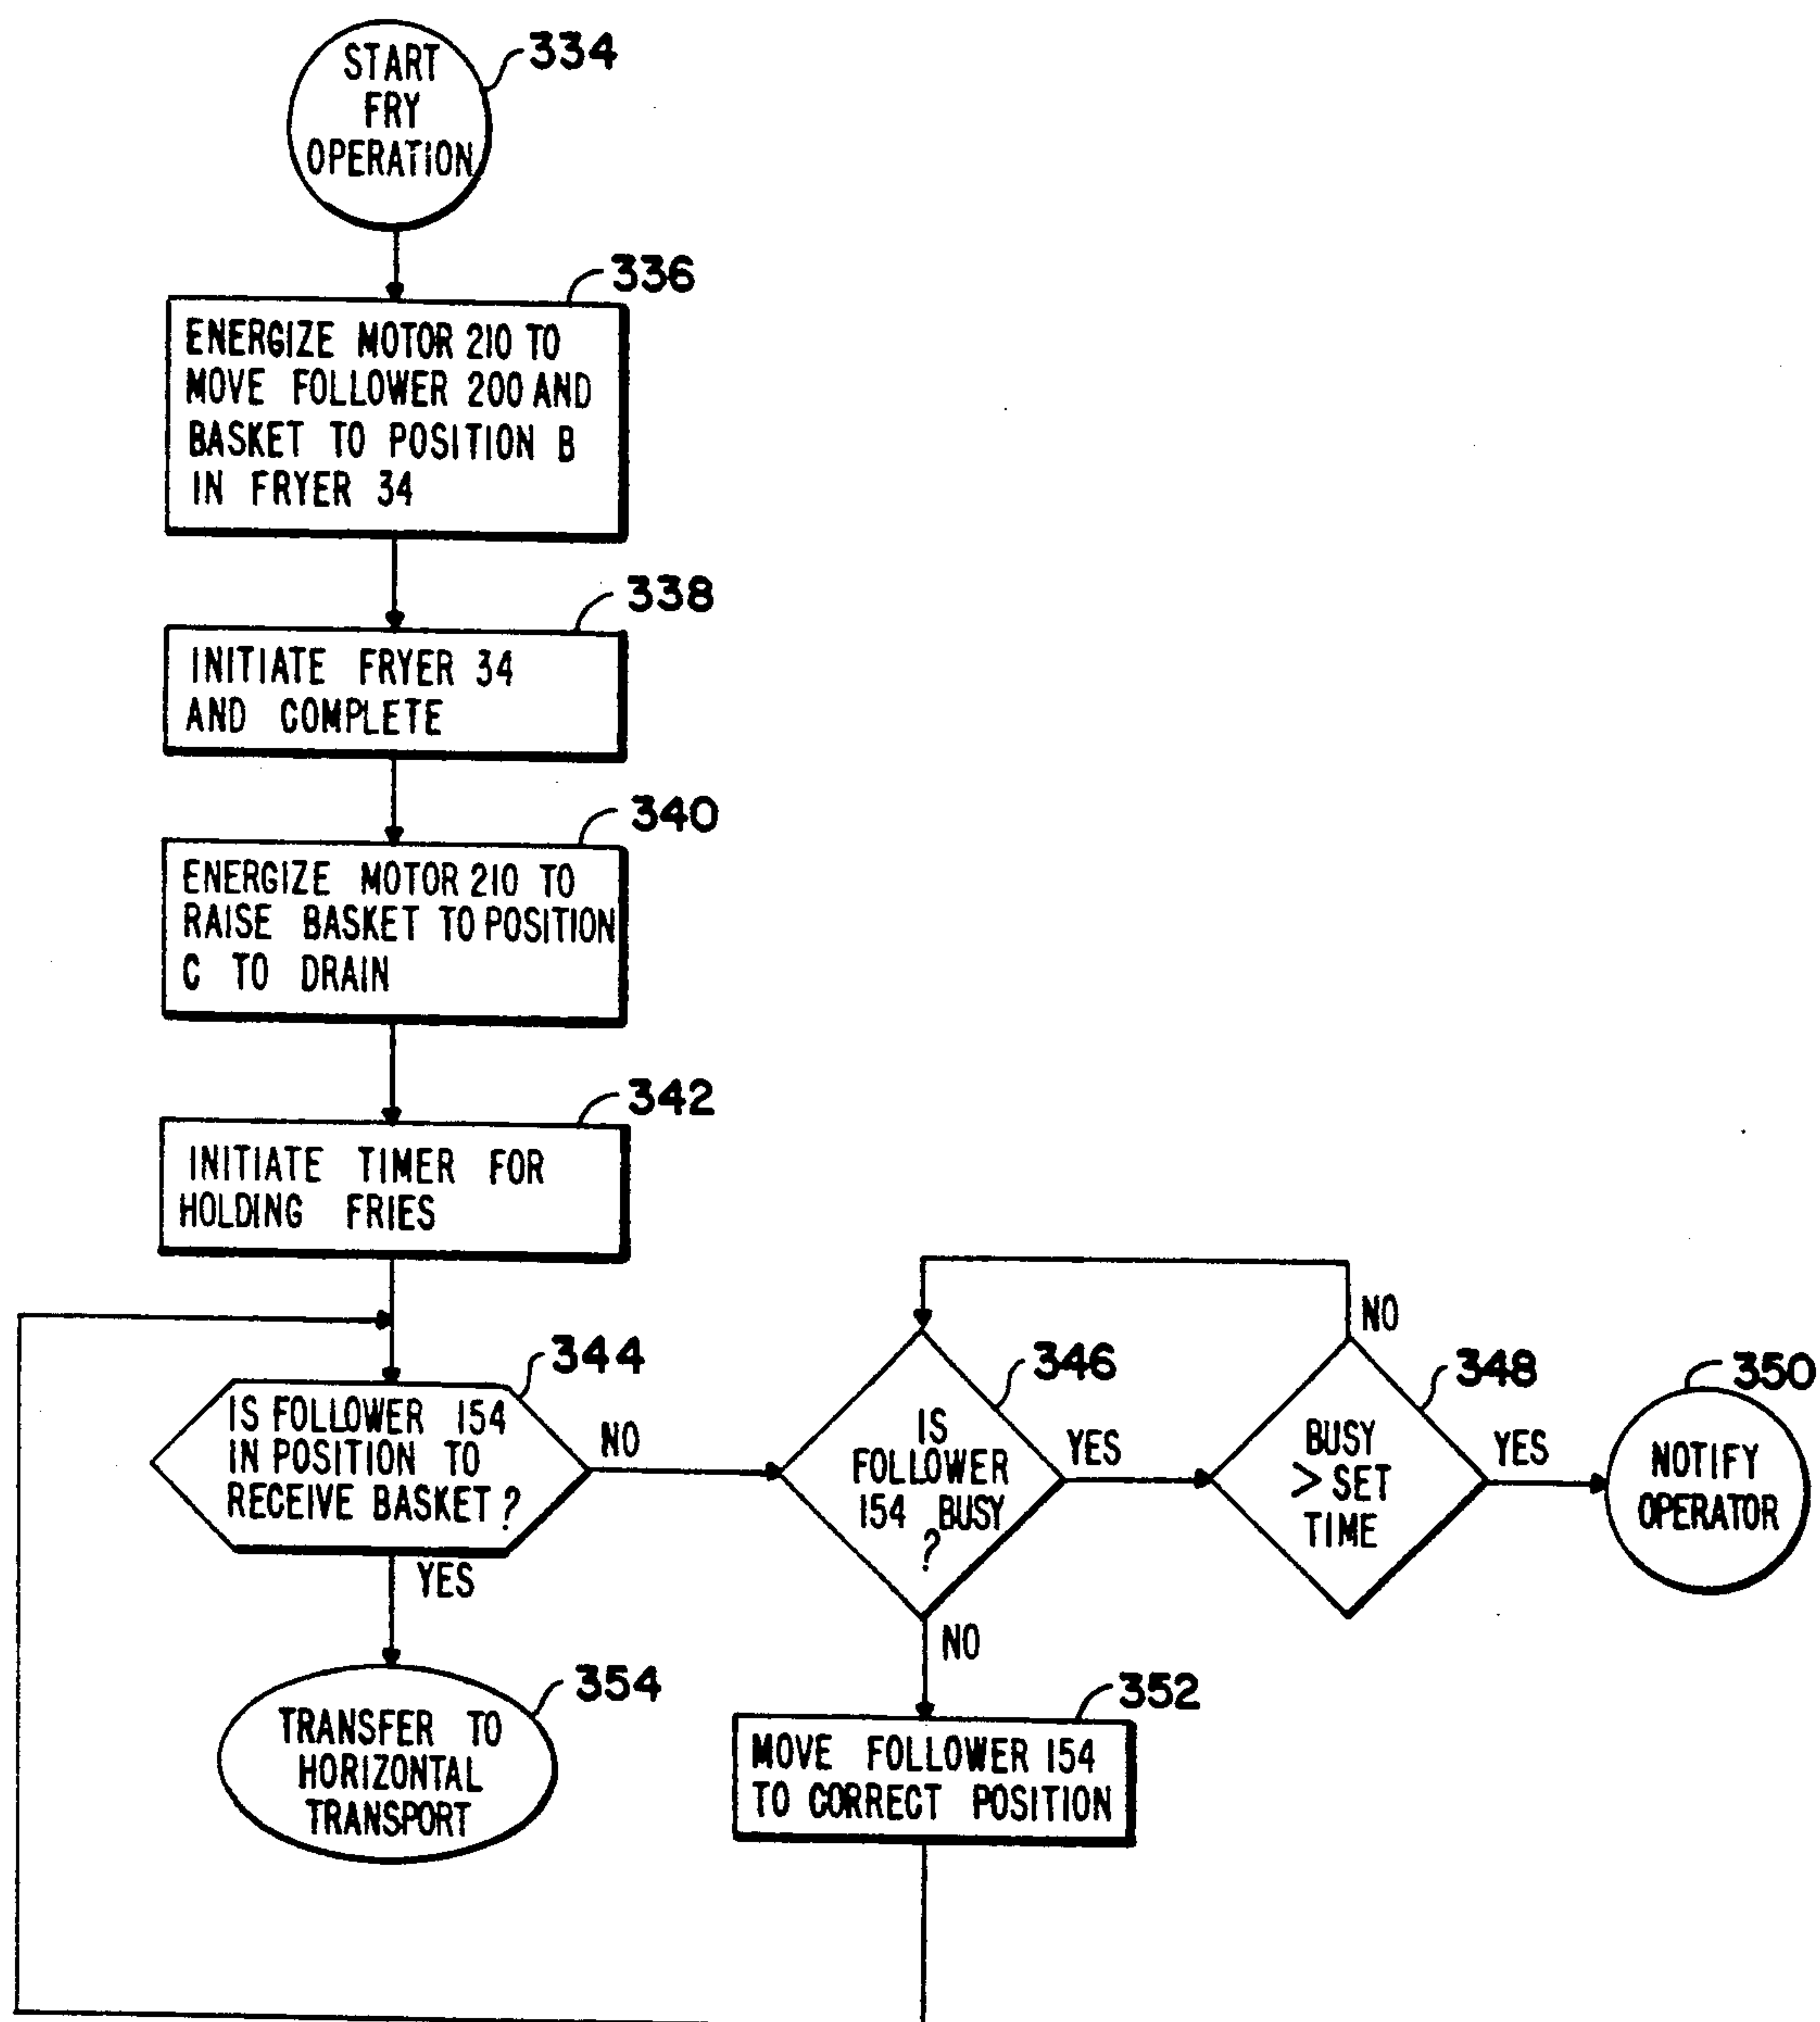 START
FRY
OPERATION
334
336
ENERGIZE MOTOR 210 TO
MOVE FOLLOWER 200 AND
BASKET TO POSITION B
IN FRYER 34
338
INITIATE FRYER 34
AND COMPLETE
340
ENERGIZE MOTOR 210 TO
RAISE BASKET TO POSITION
C TO DRAIN
342
INITIATE TIMER FOR
HOLDING FRIES
344
IS FOLLOWER 154
IN POSITION TO
RECEIVE BASKET?
NO
YES
346
IS
FOLLOWER
154 BUSY
?
YES
NO
348
BUSY
> SET
TIME
NO
YES
350
NOTIFY
OPERATOR
352
MOVE FOLLOWER 154
TO CORRECT POSITION
354
TRANSFER TO
HORIZONTAL
TRANSPORT